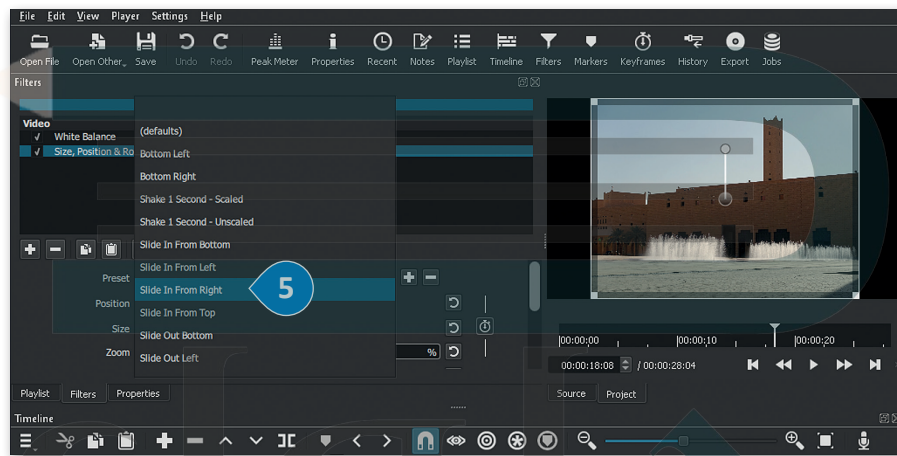 File Edit View Player Settings Help
Open File Open Other Save Undo Redo Peak Meter Properties Recent Notes Playlist Timeline Filters Markers Keyframes History Export Jobs
Filters
Video
✓ White Balance
✓ Size, Position & Ro
(defaults)
Bottom Left
Bottom Right
Shake 1 Second - Scaled
Shake 1 Second - Unscaled
Slide In From Bottom
Slide In From Left
Slide In From Right
Slide In From Top
Slide Out Bottom
Slide Out Left
5
Preset
Position
Size
Zoom
%
00:00:00 00:00:10 00:00:20
00:00:18:08 / 00:00:28:04
Playlist Filters Properties
Source Project
Timeline